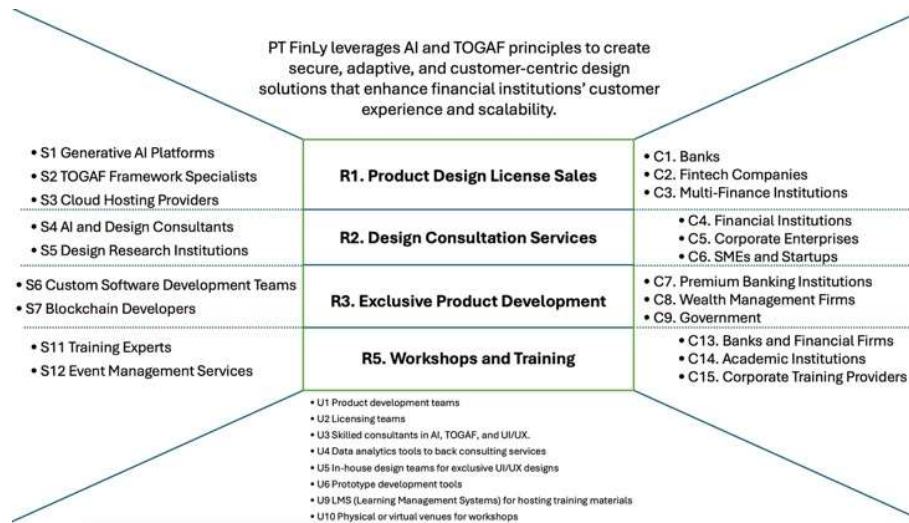 PT FinLy leverages AI and TOGAF principles to create
secure, adaptive, and customer-centric design
solutions that enhance financial institutions' customer
experience and scalability.
• S1 Generative AI Platforms
• S2 TOGAF Framework Specialists
• S3 Cloud Hosting Providers
R1. Product Design License Sales
• C1. Banks
• C2. Fintech Companies
• C3. Multi-Finance Institutions
• S4 AI and Design Consultants
• S5 Design Research Institutions
R2. Design Consultation Services
• C4. Financial Institutions
• C5. Corporate Enterprises
• C6. SMEs and Startups
• S6 Custom Software Development Teams
• S7 Blockchain Developers
R3. Exclusive Product Development
• C7. Premium Banking Institutions
• C8. Wealth Management Firms
• C9. Government
• S11 Training Experts
• S12 Event Management Services
R5. Workshops and Training
• C13. Banks and Financial Firms
• C14. Academic Institutions
• C15. Corporate Training Providers
• U1 Product development teams
• U2 Licensing teams
• U3 Skilled consultants in AI, TOGAF, and UI/UX.
• U4 Data analytics tools to back consulting services
• U5 In-house design teams for exclusive UI/UX designs
• U6 Prototype development tools
• U9 LMS (Learning Management Systems) for hosting training materials
• U10 Physical or virtual venues for workshops